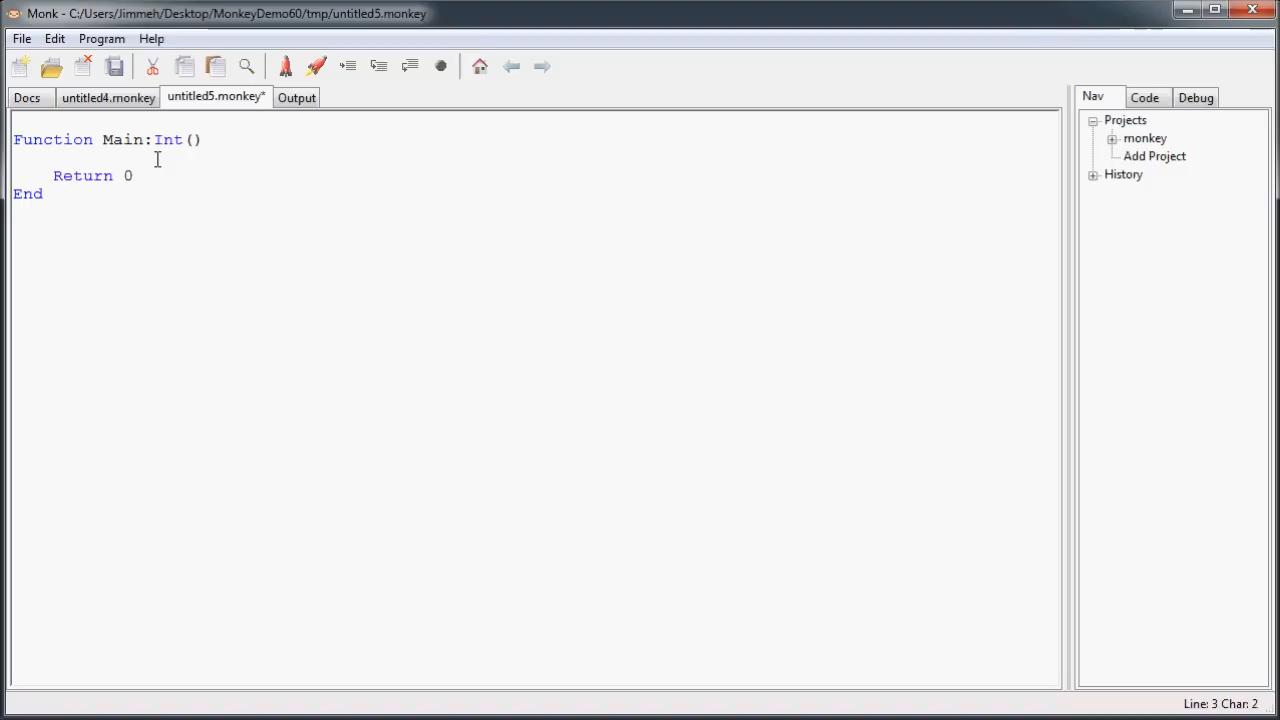 Monk - C:/Users/Jimmeh/Desktop/MonkeyDemo60/tmp/untitled5.monkey
File Edit Program Help
Docs untitled4.monkey untitled5.monkey* Output
Nav Code Debug
Function Main:Int()
Return 0
End
Projects
monkey
Add Project
History
Line: 3 Char: 2